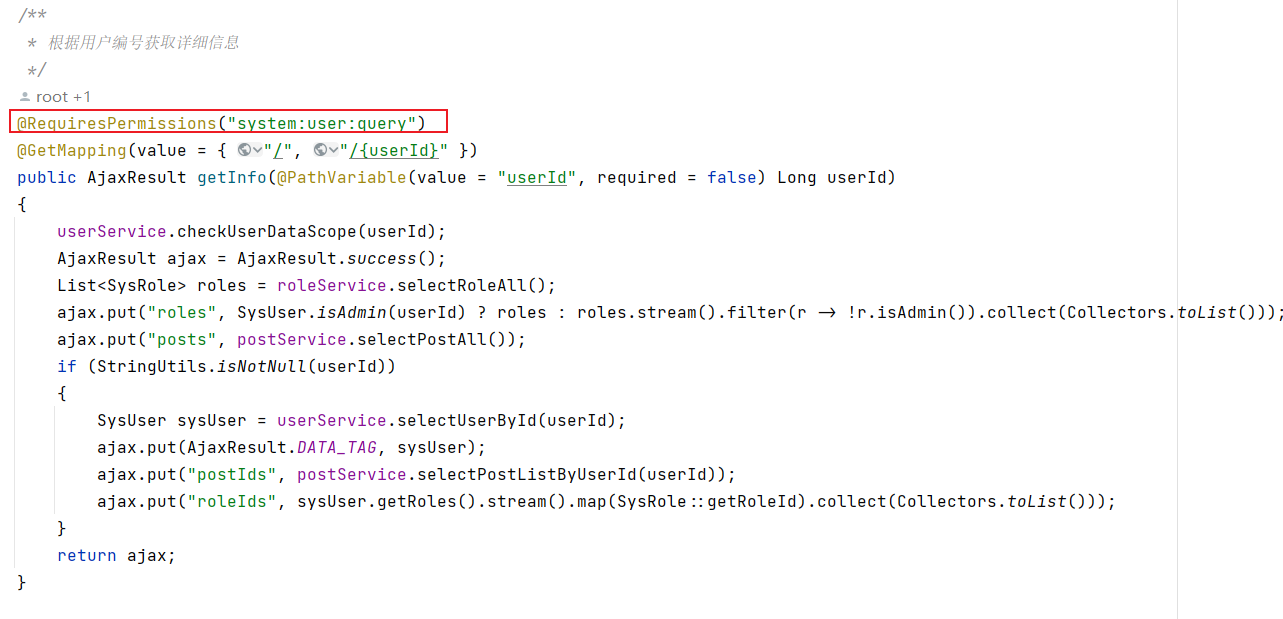 /**
 * 根据用户编号获取详细信息
 */
root +1
@RequiresPermissions("system:user:query")
@GetMapping(value = { "/", "/{userId}" })
public AjaxResult getInfo(@PathVariable(value = "userId", required = false) Long userId)
{
    userService.checkUserDataScope(userId);
    AjaxResult ajax = AjaxResult.success();
    List<SysRole> roles = roleService.selectRoleAll();
    ajax.put("roles", SysUser.isAdmin(userId) ? roles : roles.stream().filter(r -> !r.isAdmin()).collect(Collectors.toList()));
    ajax.put("posts", postService.selectPostAll());
    if (StringUtils.isNotNull(userId))
    {
        SysUser sysUser = userService.selectUserById(userId);
        ajax.put(AjaxResult.DATA_TAG, sysUser);
        ajax.put("postIds", postService.selectPostListByUserId(userId));
        ajax.put("roleIds", sysUser.getRoles().stream().map(SysRole::getRoleId).collect(Collectors.toList()));
    }
    return ajax;
}